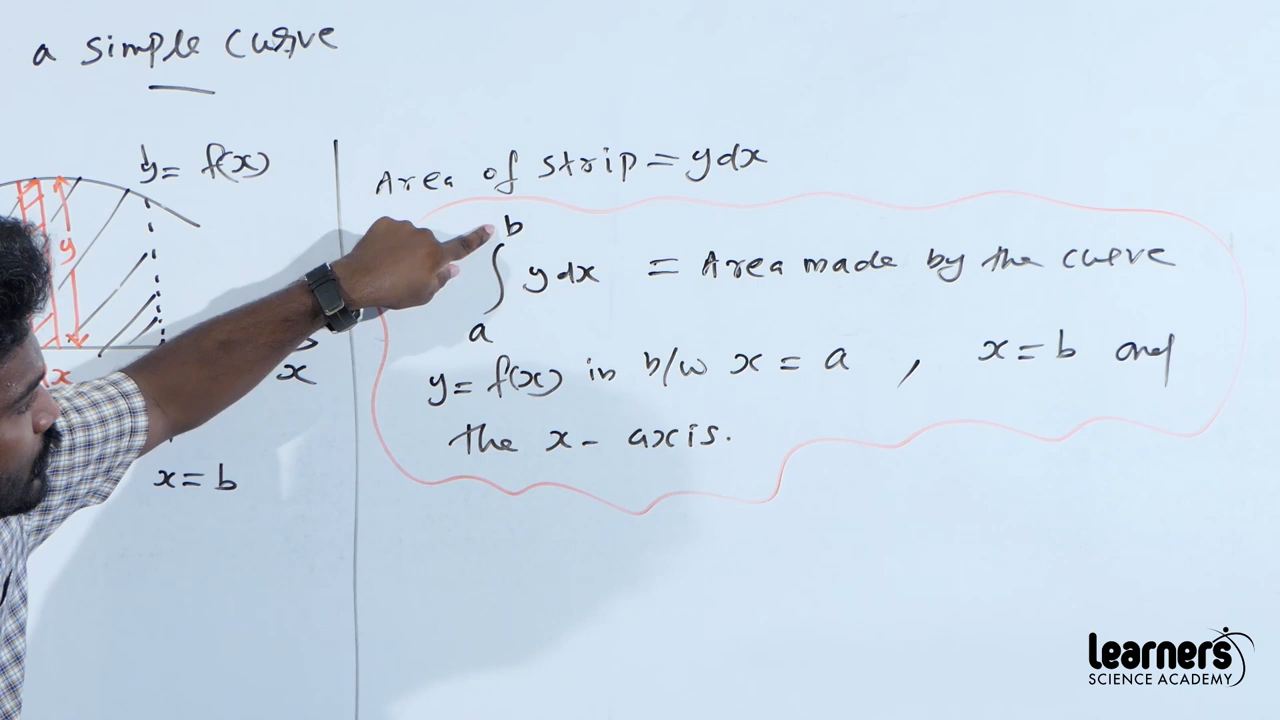 a simple curve
y = f(x)
y
x
x
x = b
Area of strip = ydx
b
∫ ydx = Area made by the curve
a
y = f(x) in b/w x = a , x = b and
the x - axis.
Learners
SCIENCE ACADEMY